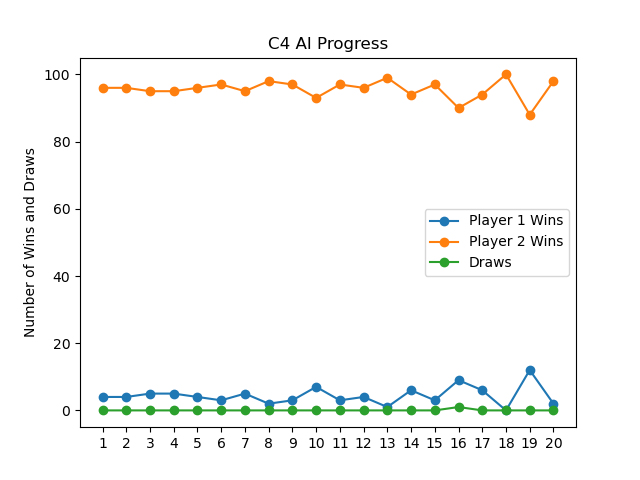 C4 AI Progress
Number of Wins and Draws
100
80
60
40
20
0
Player 1 Wins
Player 2 Wins
Draws
1 2 3 4 5 6 7 8 9 10 11 12 13 14 15 16 17 18 19 20